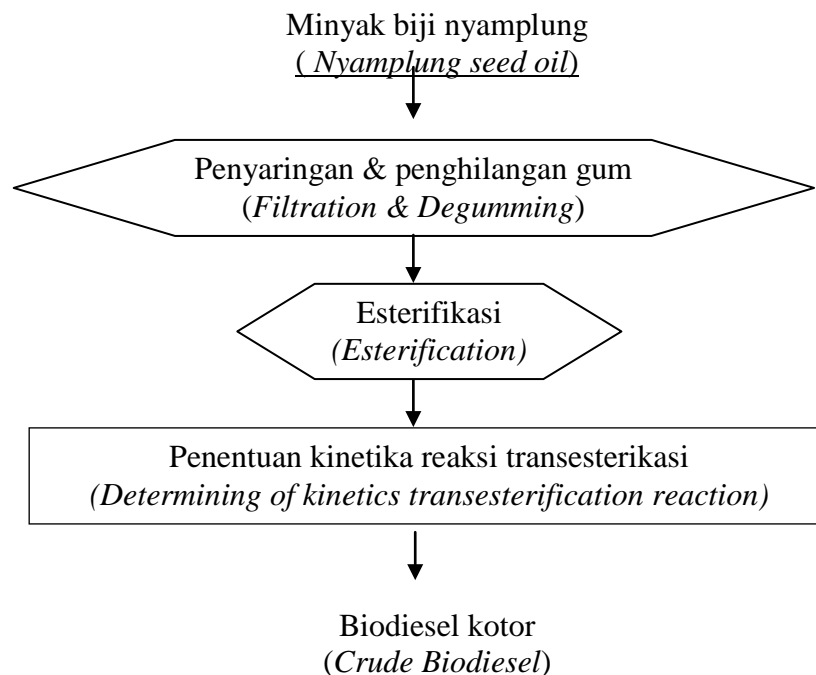 Minyak biji nyamplung
( Nyamplung seed oil)
Penyaringan & penghilangan gum
(Filtration & Degumming)
Esterifikasi
(Esterification)
Penentuan kinetika reaksi transesterikasi
(Determining of kinetics transesterification reaction)
Biodiesel kotor
(Crude Biodiesel)